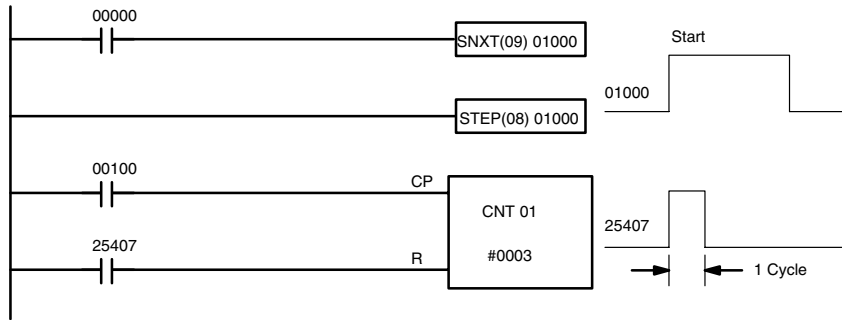 00000
SNXT(09) 01000
Start
01000
STEP(08) 01000
00100
CP
CNT 01
25407
25407
R
#0003
1 Cycle